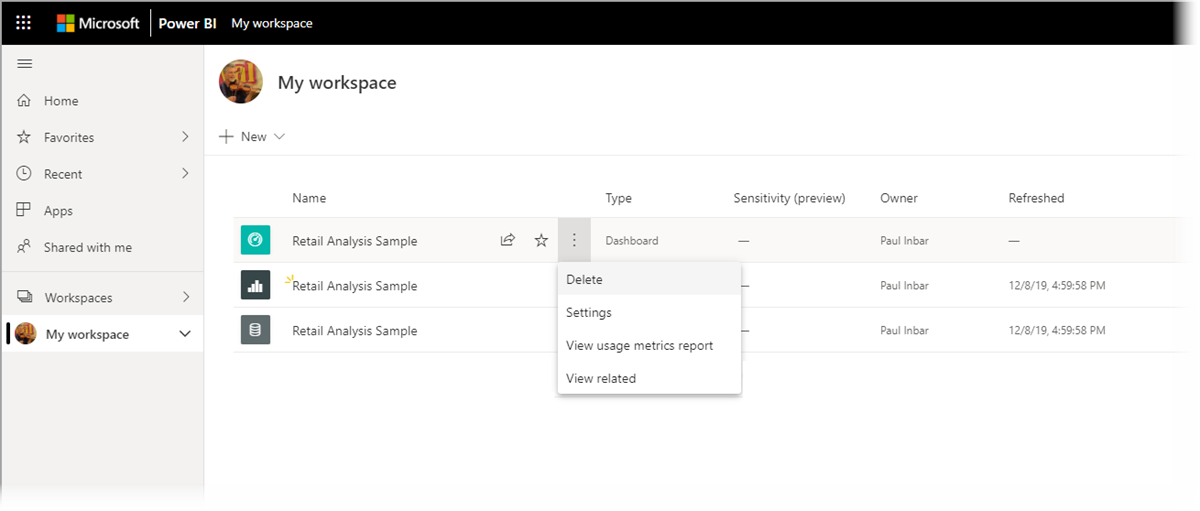 Microsoft Power BI My workspace
Home
Favorites
Recent
Apps
Shared with me
Workspaces
My workspace
My workspace
New
Name Type Sensitivity (preview) Owner Refreshed
Retail Analysis Sample Dashboard — Paul Inbar —
Retail Analysis Sample — Paul Inbar 12/8/19, 4:59:58 PM
Retail Analysis Sample — Paul Inbar 12/8/19, 4:59:58 PM
Delete
Settings
View usage metrics report
View related